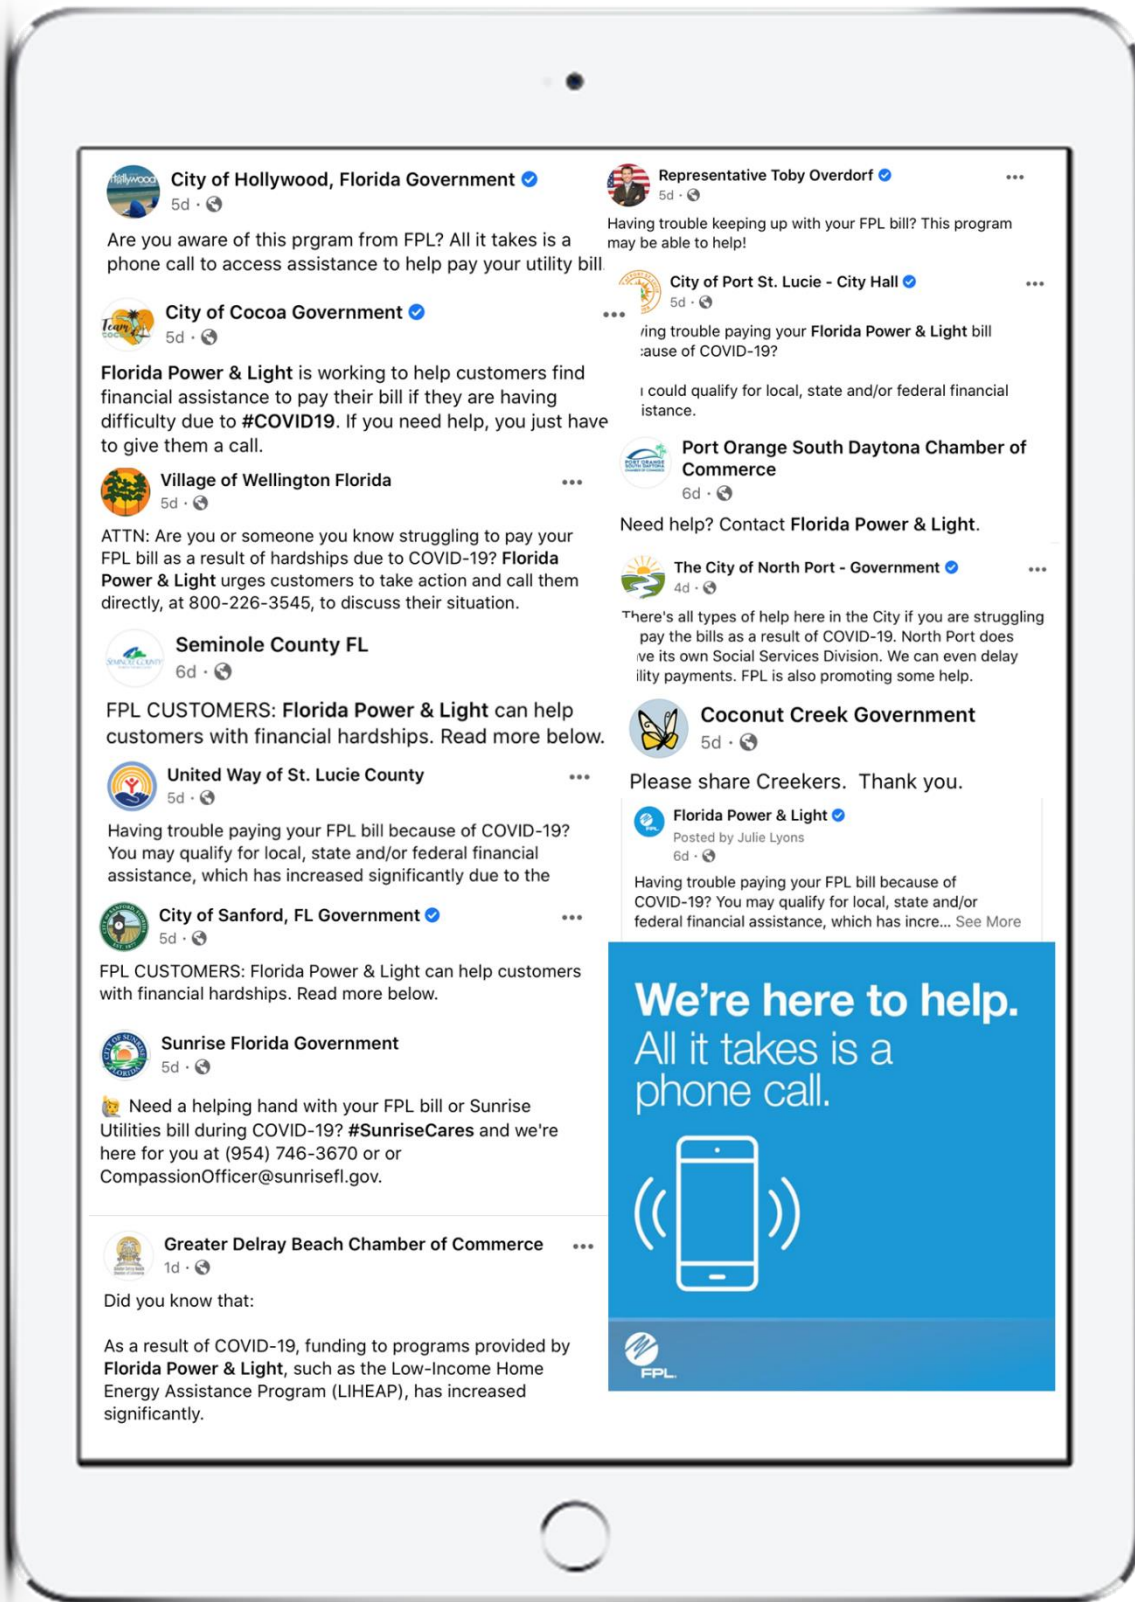 City of Hollywood, Florida Government
5d
Are you aware of this prgram from FPL? All it takes is a
phone call to access assistance to help pay your utility bill.
City of Cocoa Government
5d
Florida Power & Light is working to help customers find
financial assistance to pay their bill if they are having
difficulty due to #COVID19. If you need help, you just have
to give them a call.
Village of Wellington Florida
5d
ATTN: Are you or someone you know struggling to pay your
FPL bill as a result of hardships due to COVID-19? Florida
Power & Light urges customers to take action and call them
directly, at 800-226-3545, to discuss their situation.
SEMINOLE COUNTY
Seminole County FL
6d
FPL CUSTOMERS: Florida Power & Light can help
customers with financial hardships. Read more below.
United Way of St. Lucie County
5d
Having trouble paying your FPL bill because of COVID-19?
You may qualify for local, state and/or federal financial
assistance, which has increased significantly due to the
City of Sanford, FL Government
5d
FPL CUSTOMERS: Florida Power & Light can help customers
with financial hardships. Read more below.
Sunrise Florida Government
5d
Need a helping hand with your FPL bill or Sunrise
Utilities bill during COVID-19? #SunriseCares and we're
here for you at (954) 746-3670 or or
CompassionOfficer@sunrisefl.gov.
Greater Delray Beach Chamber of Commerce
1d
Did you know that:
As a result of COVID-19, funding to programs provided by
Florida Power & Light, such as the Low-Income Home
Energy Assistance Program (LIHEAP), has increased
significantly.
Representative Toby Overdorf
5d
Having trouble keeping up with your FPL bill? This program
may be able to help!
City of Port St. Lucie - City Hall
5d
ving trouble paying your Florida Power & Light bill
cause of COVID-19?
could qualify for local, state and/or federal financial
istance.
Port Orange South Daytona Chamber of
Commerce
6d
Need help? Contact Florida Power & Light.
The City of North Port - Government
4d
There's all types of help here in the City if you are struggling
pay the bills as a result of COVID-19. North Port does
ve its own Social Services Division. We can even delay
ility payments. FPL is also promoting some help.
Coconut Creek Government
5d
Please share Creekers. Thank you.
Florida Power & Light
Posted by Julie Lyons
6d
Having trouble paying your FPL bill because of
COVID-19? You may qualify for local, state and/or
federal financial assistance, which has incre... See More
We're here to help.
All it takes is a
phone call.
FPL.